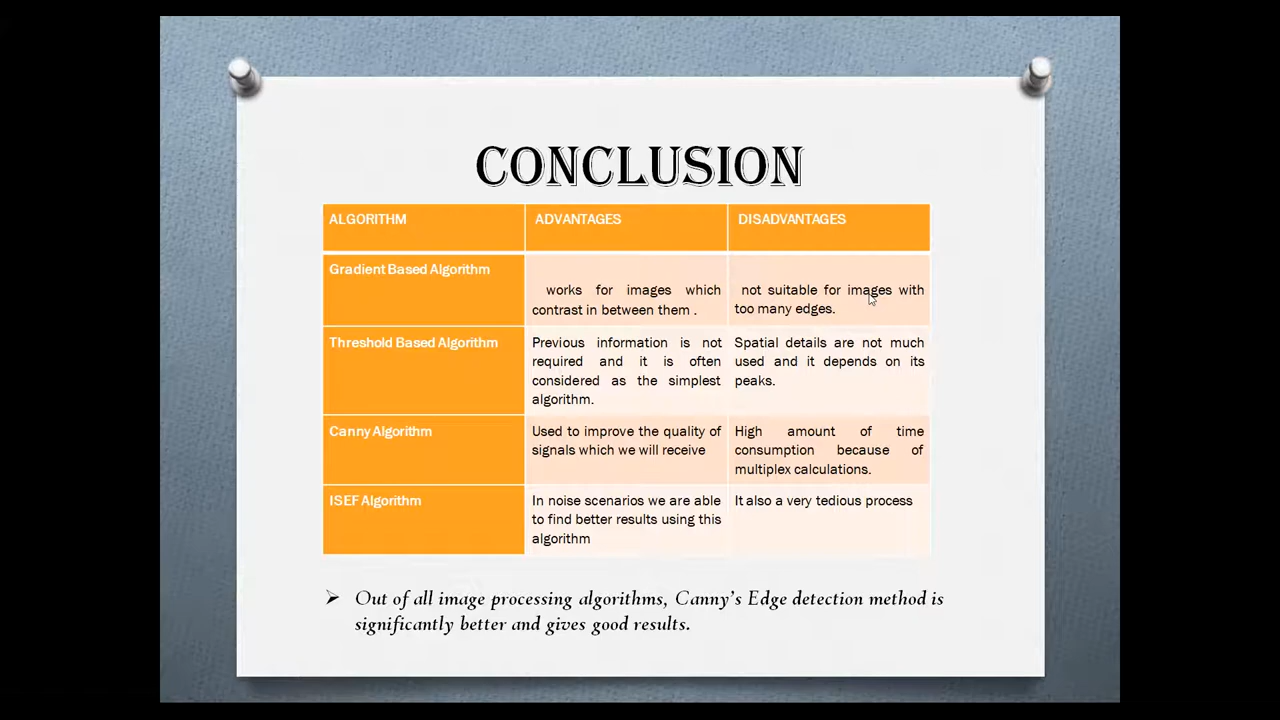 CONCLUSION
ALGORITHM
ADVANTAGES
DISADVANTAGES
Gradient Based Algorithm
works for images which
contrast in between them .
not suitable for images with
too many edges.
Threshold Based Algorithm
Previous information is not
required and it is often
considered as the simplest
algorithm.
Spatial details are not much
used and it depends on its
peaks.
Canny Algorithm
Used to improve the quality of
signals which we will receive
High amount of time
consumption because of
multiplex calculations.
ISEF Algorithm
In noise scenarios we are able
to find better results using this
algorithm
It also a very tedious process
➢ Out of all image processing algorithms, Canny's Edge detection method is
significantly better and gives good results.